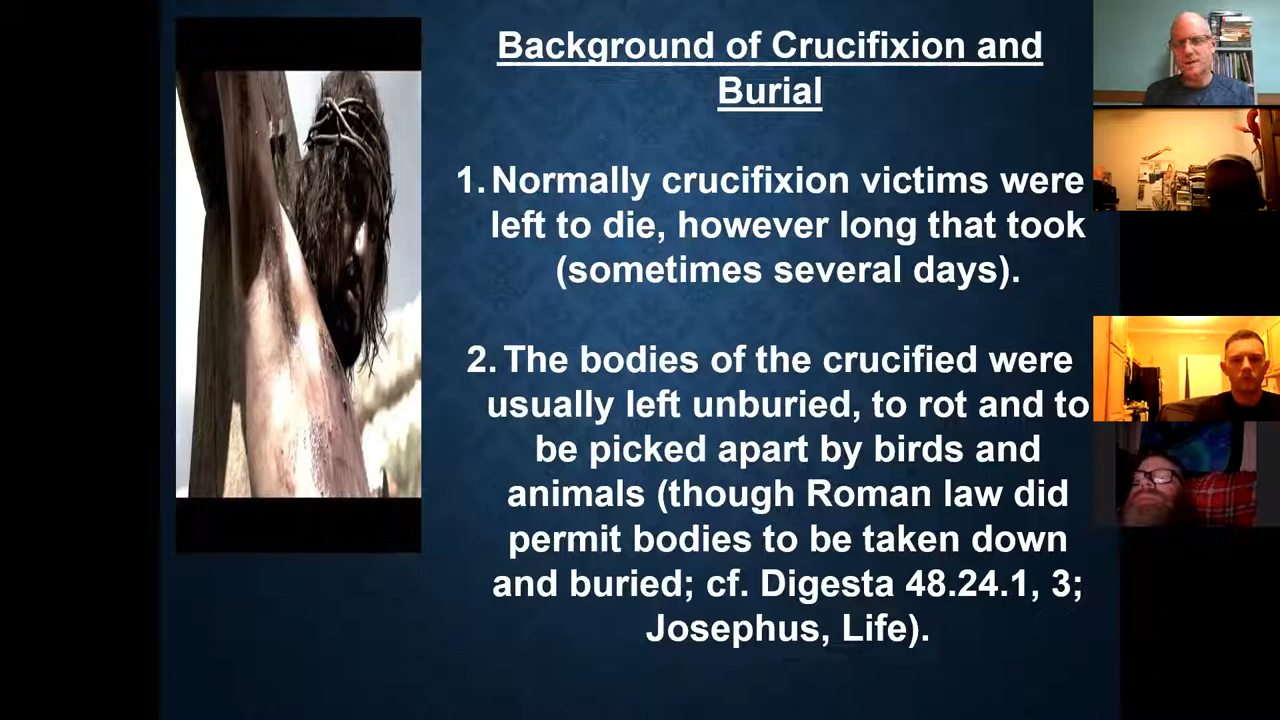 Background of Crucifixion and
Burial
1. Normally crucifixion victims were
left to die, however long that took
(sometimes several days).
2. The bodies of the crucified were
usually left unburied, to rot and to
be picked apart by birds and
animals (though Roman law did
permit bodies to be taken down
and buried; cf. Digesta 48.24.1, 3;
Josephus, Life).